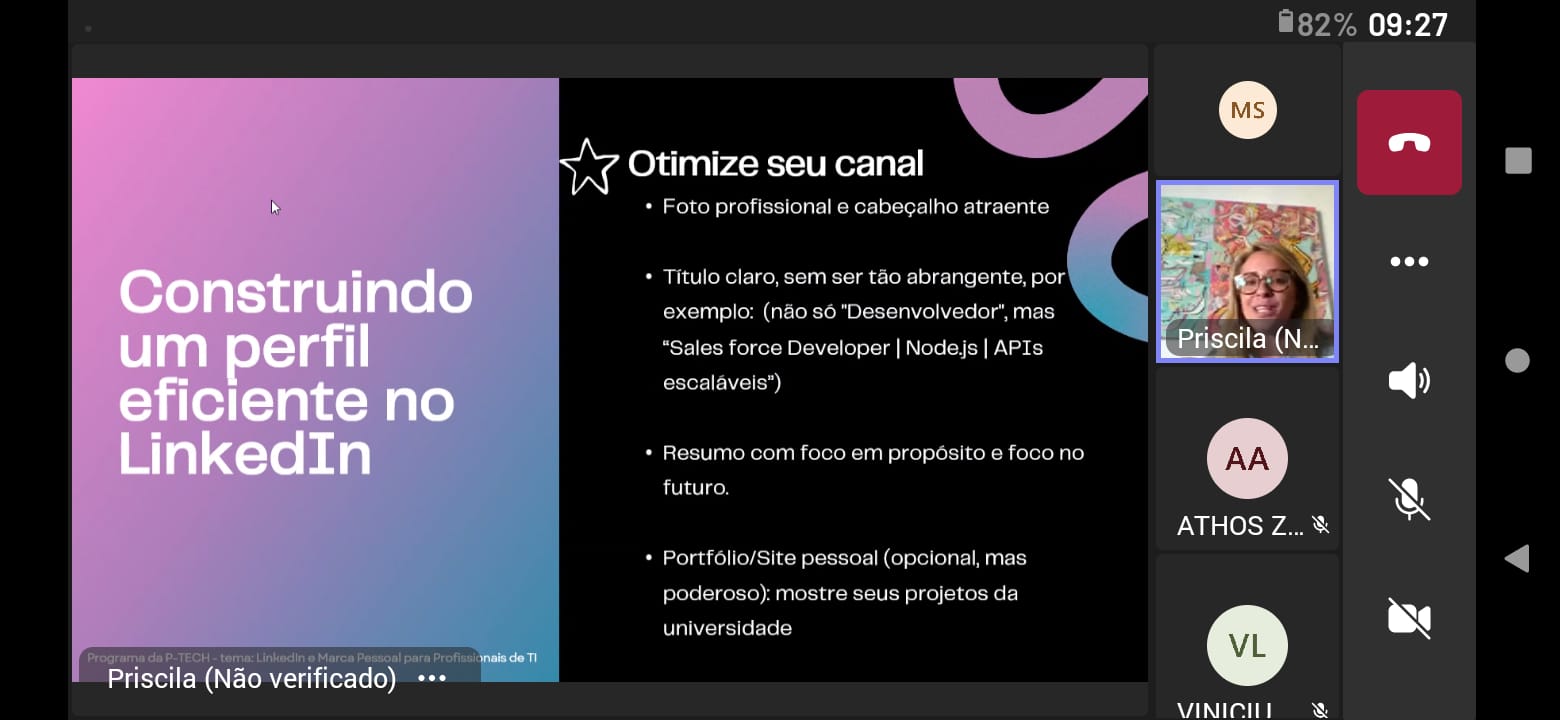 82% 09:27
Construindo
um perfil
eficiente no
LinkedIn
Programa da P-TECH - tema: LinkedIn e Marca Pessoal para Profissionais de TI
Priscila (Não verificado) •••
Otimize seu canal
• Foto profissional e cabeçalho atraente
• Título claro, sem ser tão abrangente, por
exemplo: (não só "Desenvolvedor", mas
“Sales force Developer | Node.js | APIs
escaláveis”)
• Resumo com foco em propósito e foco no
futuro.
• Portfólio/Site pessoal (opcional, mas
poderoso): mostre seus projetos da
universidade
MS
Priscila (N...
AA
ATHOS Z...
VL
VINICIU